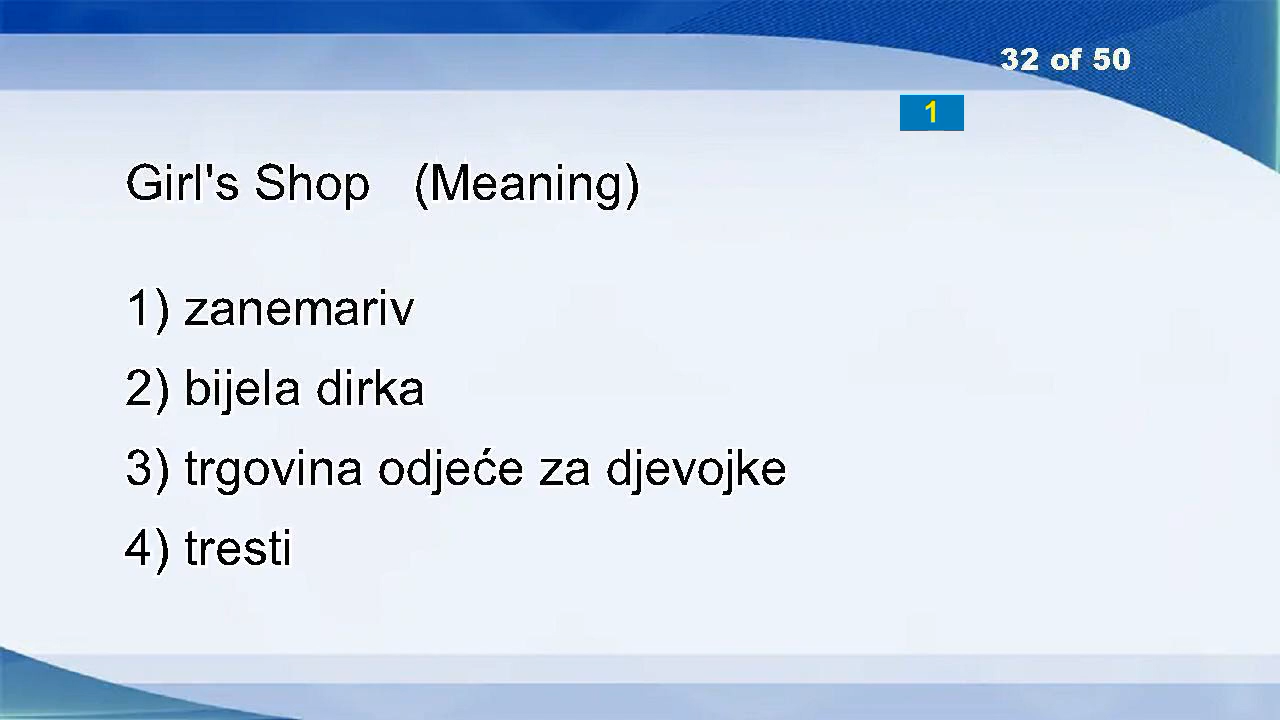 32 of 50
1
Girl's Shop (Meaning)
1) zanemariv
2) bijela dirka
3) trgovina odjeće za djevojke
4) tresti